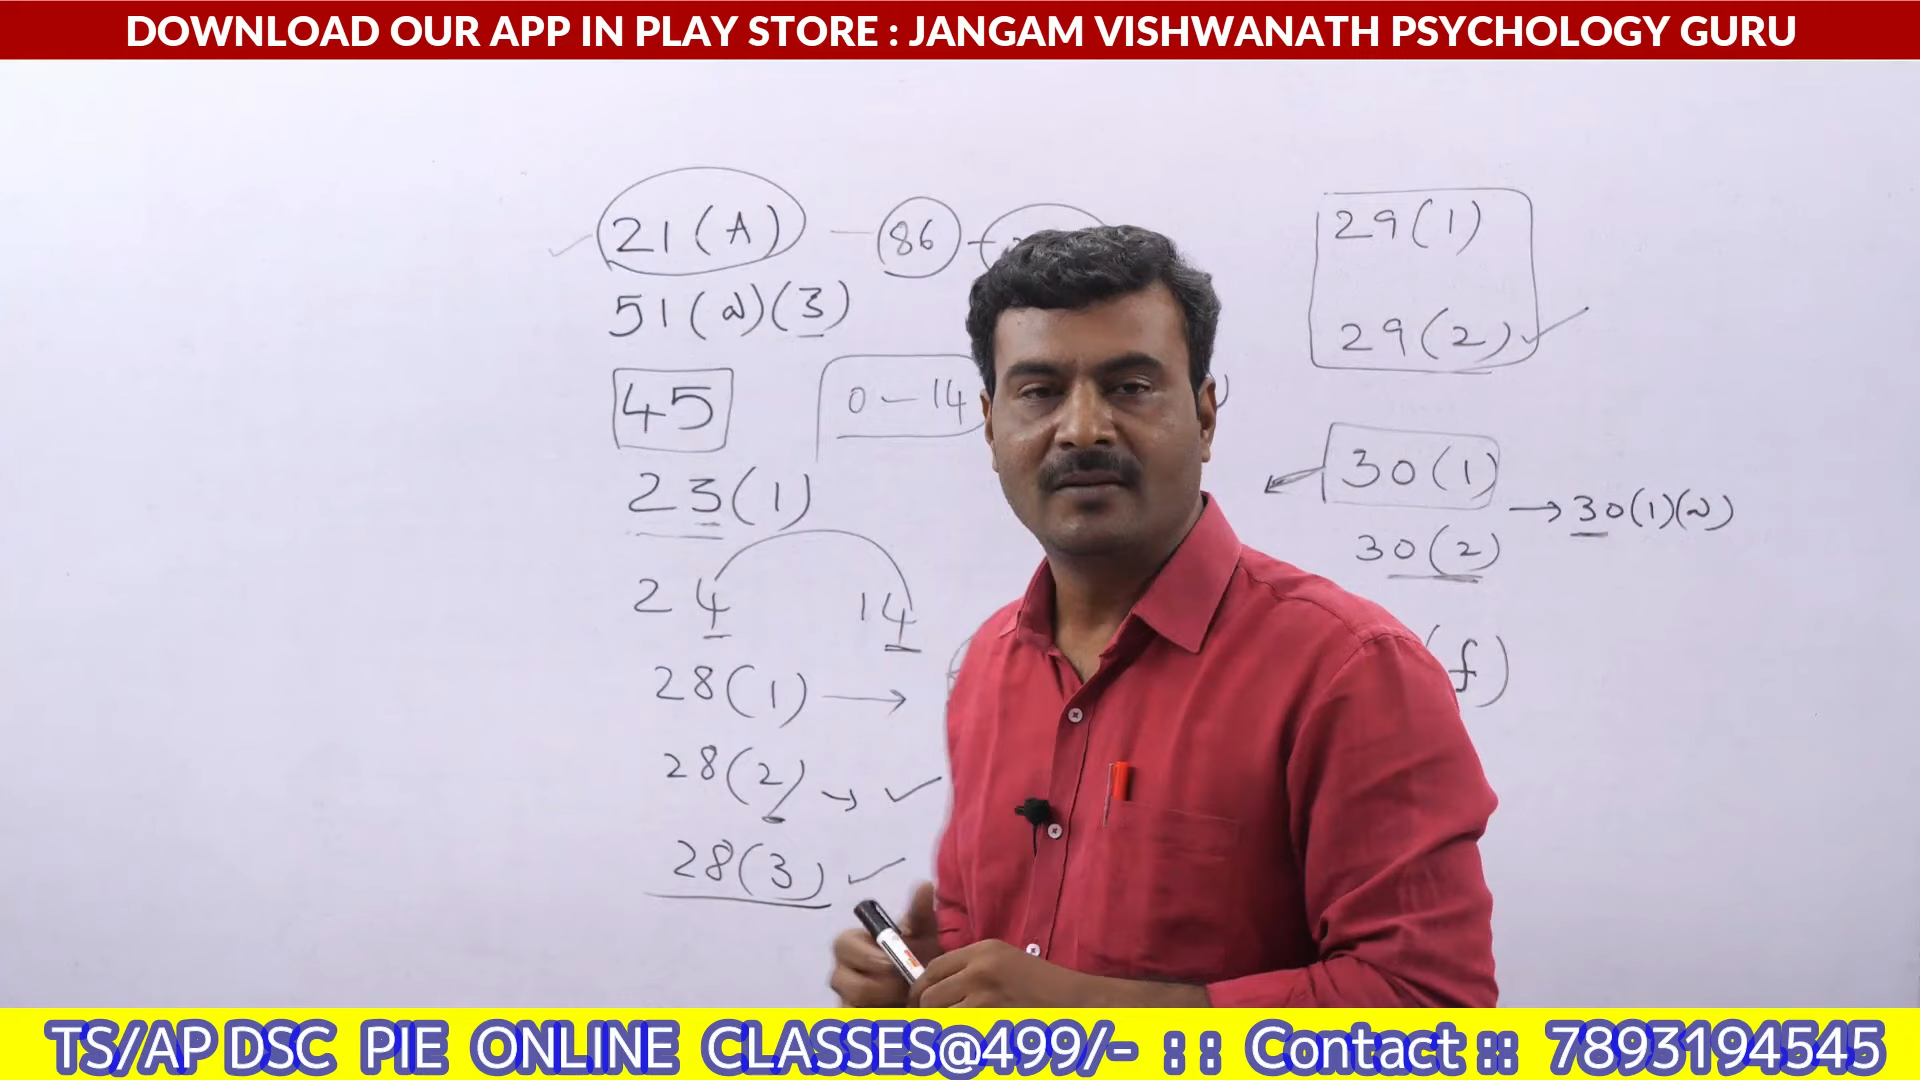 DOWNLOAD OUR APP IN PLAY STORE : JANGAM VISHWANATH PSYCHOLOGY GURU
21(A) — 86 —
51(a)(3)
45
0 – 14
23(1)
24 14
28(1) →
28(2) → ✓
28(3) ✓
29(1)
29(2) ✓
30(1)
→ 30(1)(a)
30(2)
(f)
TS/AP DSC PIE ONLINE CLASSES@499/- : : Contact :: 7893194545